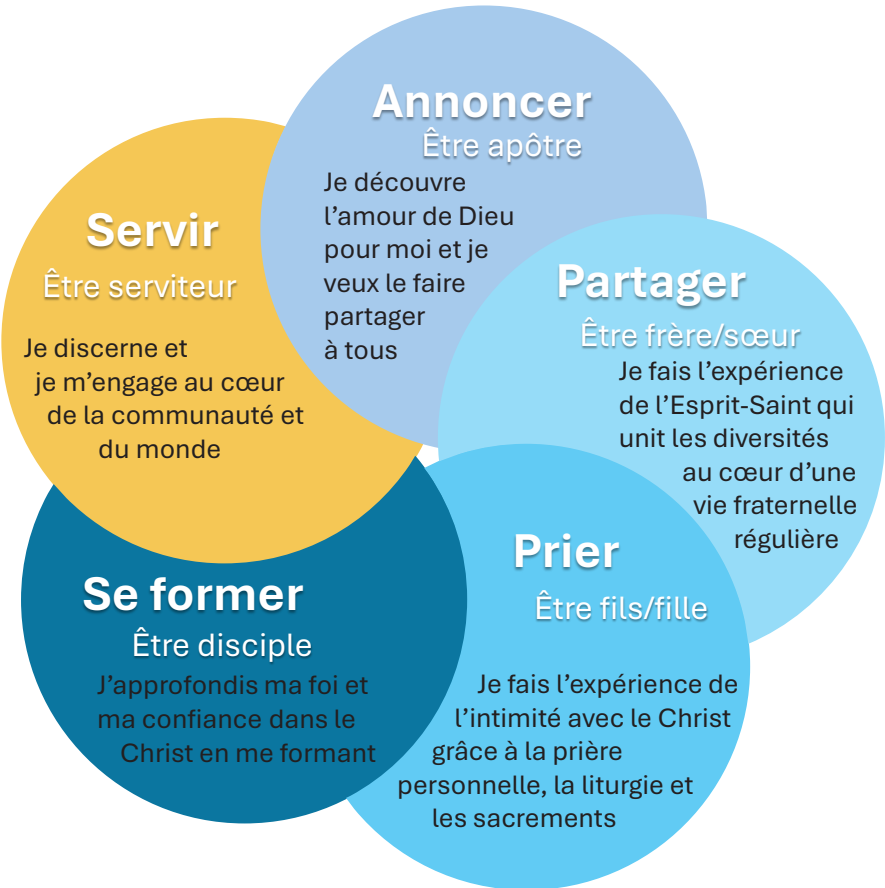 Annoncer
Être apôtre
Je découvre
l’amour de Dieu
pour moi et je
veux le faire
partager
à tous
Servir
Être serviteur
Je discerne et
je m’engage au cœur
de la communauté et
du monde
Partager
Être frère/sœur
Je fais l’expérience
de l’Esprit-Saint qui
unit les diversités
au cœur d’une
vie fraternelle
régulière
Prier
Être fils/fille
Je fais l’expérience de
l’intimité avec le Christ
grâce à la prière
personnelle, la liturgie et
les sacrements
Se former
Être disciple
J’approfondis ma foi et
ma confiance dans le
Christ en me formant